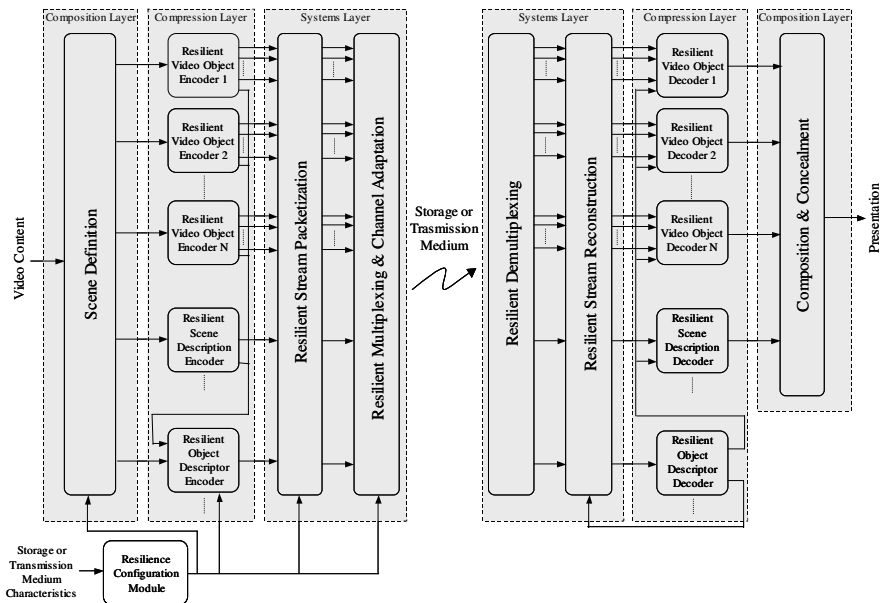 Composition Layer
Compression Layer
Systems Layer
Systems Layer
Compression Layer
Composition Layer
Video Content
Scene Definition
Resilient
Video Object
Encoder 1
Resilient
Video Object
Encoder 2
Resilient
Video Object
Encoder N
Resilient
Scene
Description
Encoder
Resilient
Object
Descriptor
Encoder
Resilient Stream Packetization
Resilient Multiplexing & Channel Adaptation
Storage or
Trasmission
Medium
Resilient Demultiplexing
Resilient Stream Reconstruction
Resilient
Video Object
Decoder 1
Resilient
Video Object
Decoder 2
Resilient
Video Object
Decoder N
Resilient
Scene
Description
Decoder
Resilient
Object
Descriptor
Decoder
Composition & Concealment
Presentation
Storage or
Transmission
Medium
Characteristics
Resilience
Configuration
Module